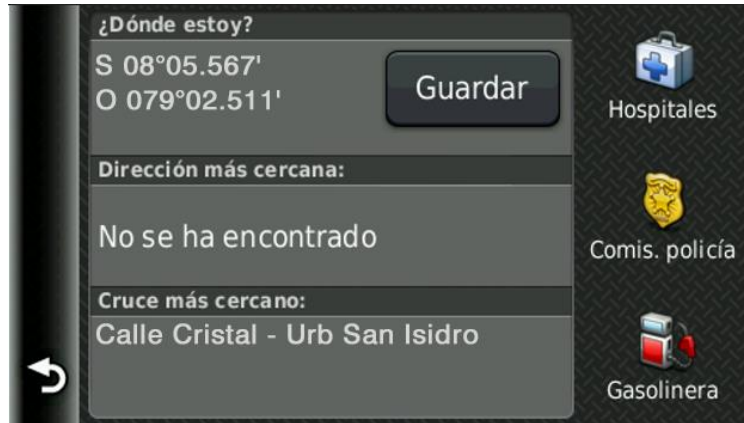 ¿Dónde estoy?
S 08°05.567'
O 079°02.511'
Guardar
Hospitales
Dirección más cercana:
No se ha encontrado
Comis. policía
Cruce más cercano:
Calle Cristal - Urb San Isidro
Gasolinera